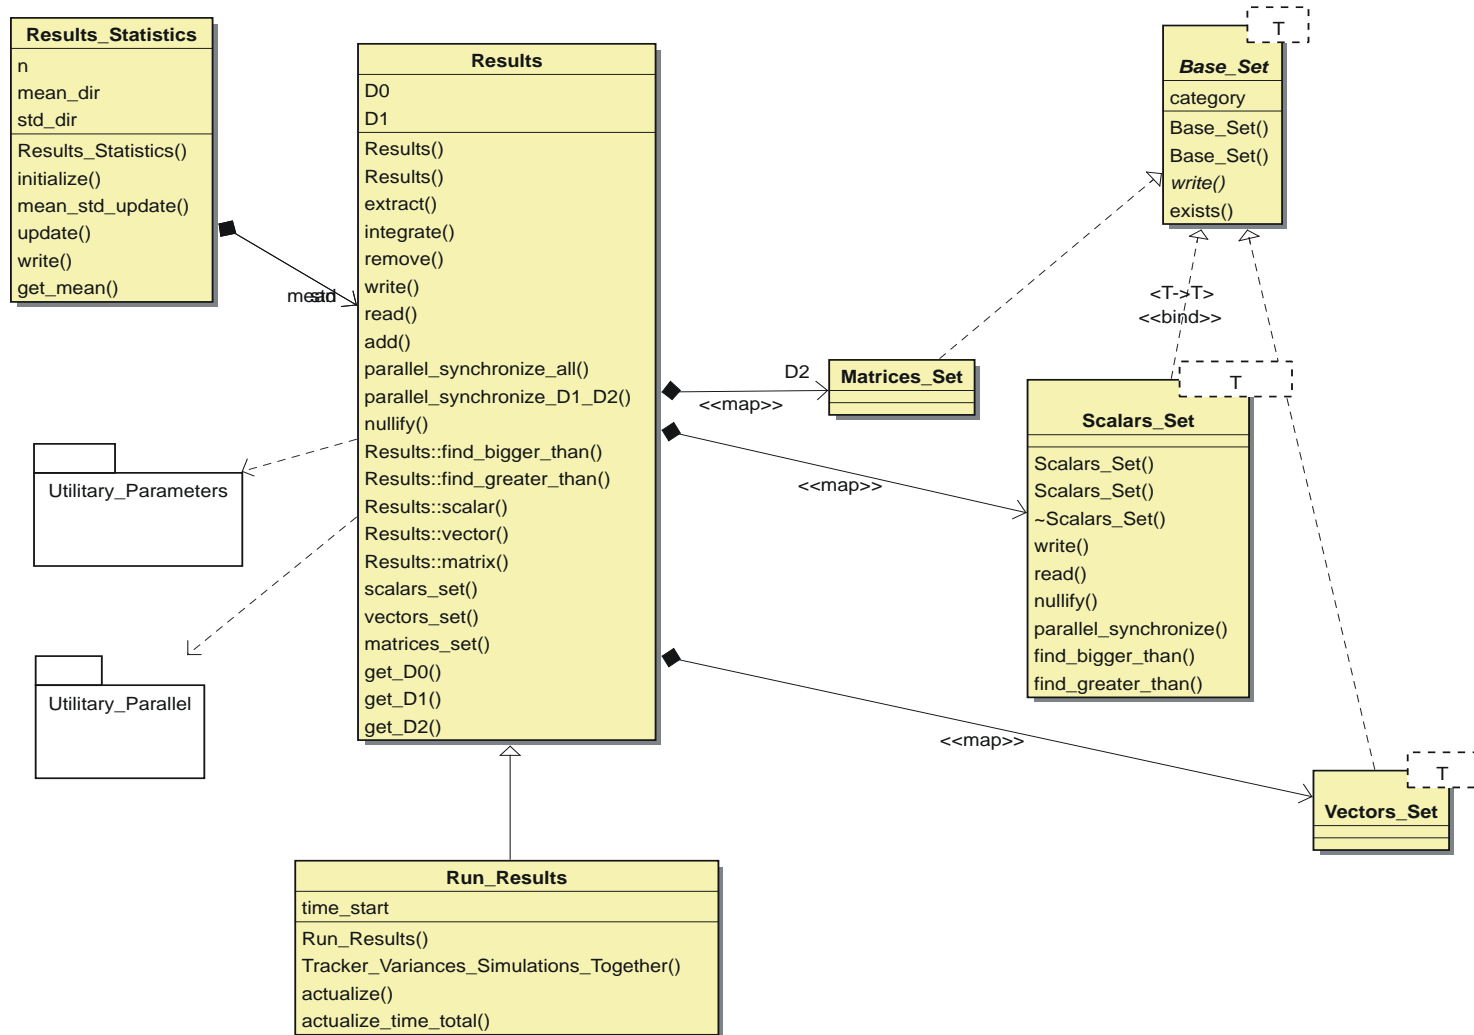 Results_Statistics
n
mean_dir
std_dir
Results_Statistics()
initialize()
mean_std_update()
update()
write()
get_mean()
mean
std
Results
D0
D1
Results()
Results()
extract()
integrate()
remove()
write()
read()
add()
parallel_synchronize_all()
parallel_synchronize_D1_D2()
nullify()
Results::find_bigger_than()
Results::find_greater_than()
Results::scalar()
Results::vector()
Results::matrix()
scalars_set()
vectors_set()
matrices_set()
get_D0()
get_D1()
get_D2()
Utilitary_Parameters
Utilitary_Parallel
Run_Results
time_start
Run_Results()
Tracker_Variances_Simulations_Together()
actualize()
actualize_time_total()
D2
<<map>>
<<map>>
<<map>>
Matrices_Set
T
Base_Set
category
Base_Set()
Base_Set()
write()
exists()
<T->T>
<<bind>>
T
Scalars_Set
Scalars_Set()
Scalars_Set()
~Scalars_Set()
write()
read()
nullify()
parallel_synchronize()
find_bigger_than()
find_greater_than()
T
Vectors_Set